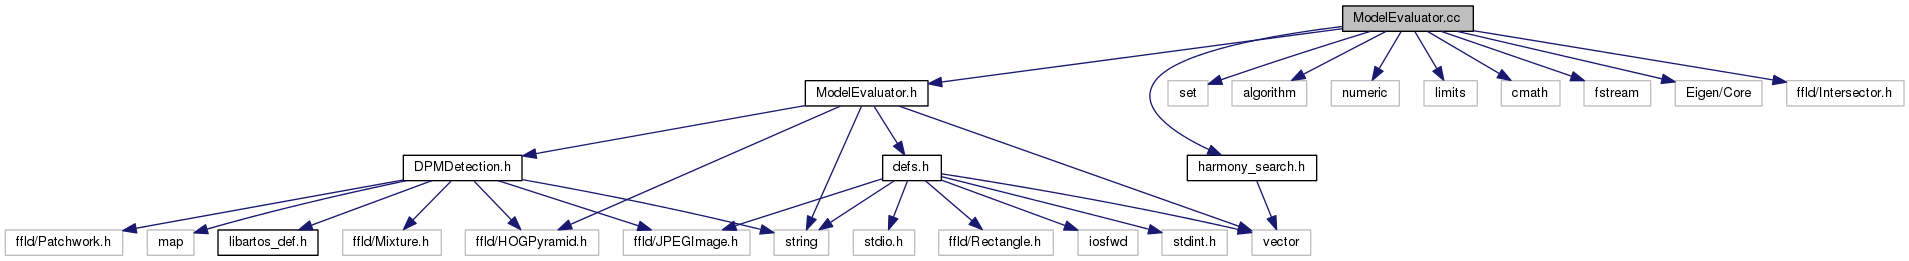 ModelEvaluator.cc
ModelEvaluator.h
set
algorithm
numeric
limits
cmath
fstream
Eigen/Core
ffld/Intersector.h
DPMDetection.h
defs.h
harmony_search.h
ffld/Patchwork.h
map
libartos_def.h
ffld/Mixture.h
ffld/HOGPyramid.h
ffld/JPEGImage.h
string
stdio.h
ffld/Rectangle.h
iosfwd
stdint.h
vector